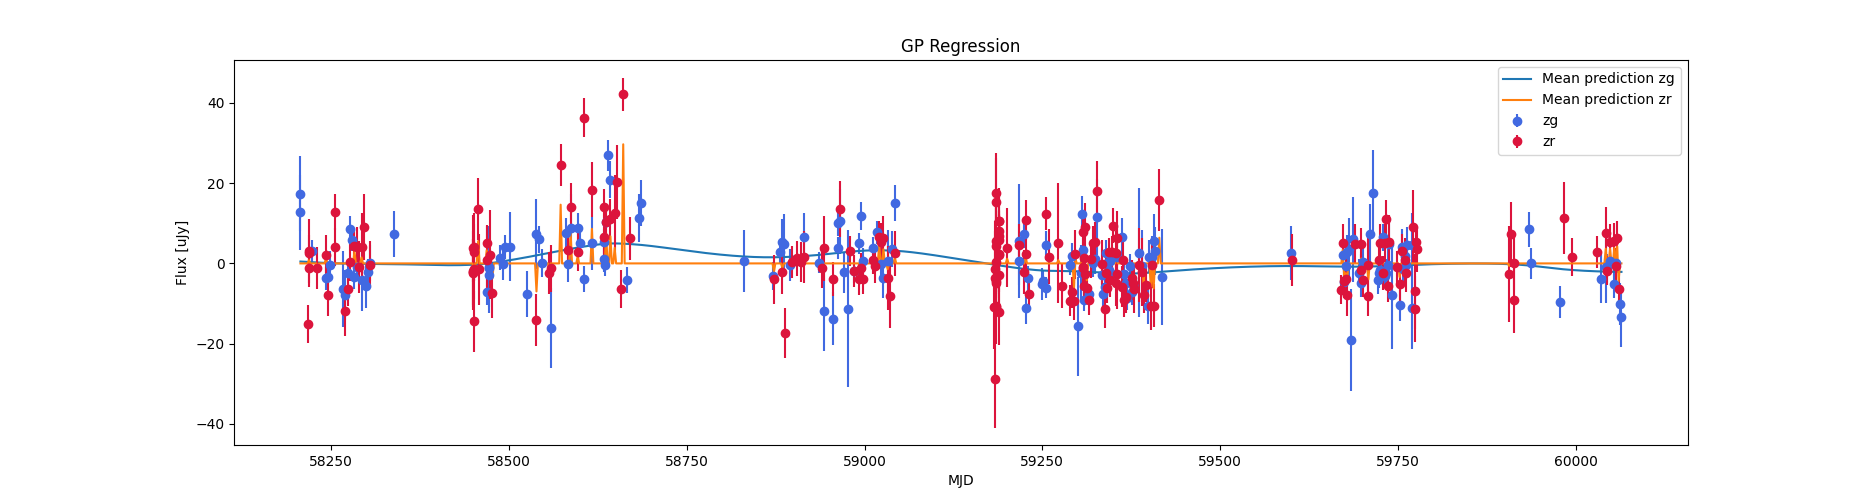 GP Regression
Mean prediction zg
Mean prediction zr
zg
zr
Flux [uJy]
40
20
0
−20
−40
58250
58500
58750
59000
59250
59500
59750
60000
MJD